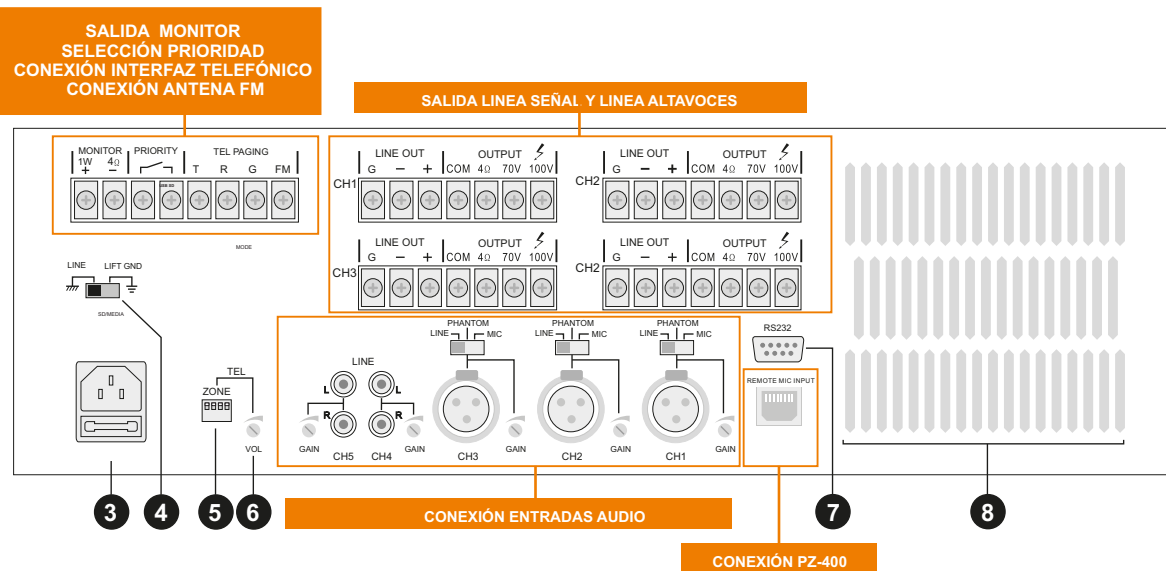 SALIDA MONITOR
SELECCIÓN PRIORIDAD
CONEXIÓN INTERFAZ TELEFÓNICO
CONEXIÓN ANTENA FM
SALIDA LINEA SEÑAL Y LINEA ALTAVOCES
MONITOR PRIORITY TEL PAGING
1W 4Ω T R G FM
+ −
MODE
LINE OUT OUTPUT
G − + COM 4Ω 70V 100V
CH1
LINE OUT OUTPUT
G − + COM 4Ω 70V 100V
CH2
LINE OUT OUTPUT
G − + COM 4Ω 70V 100V
CH3
LINE OUT OUTPUT
G − + COM 4Ω 70V 100V
CH2
LINE LIFT GND
SD/MEDIA
TEL
ZONE
VOL
LINE
L L
R R
GAIN CH5 CH4 GAIN
PHANTOM
LINE MIC
CH3 GAIN
PHANTOM
LINE MIC
CH2 GAIN
PHANTOM
LINE MIC
CH1 GAIN
RS232
REMOTE MIC INPUT
3 4 5 6 7 8
CONEXIÓN ENTRADAS AUDIO
CONEXIÓN PZ-400